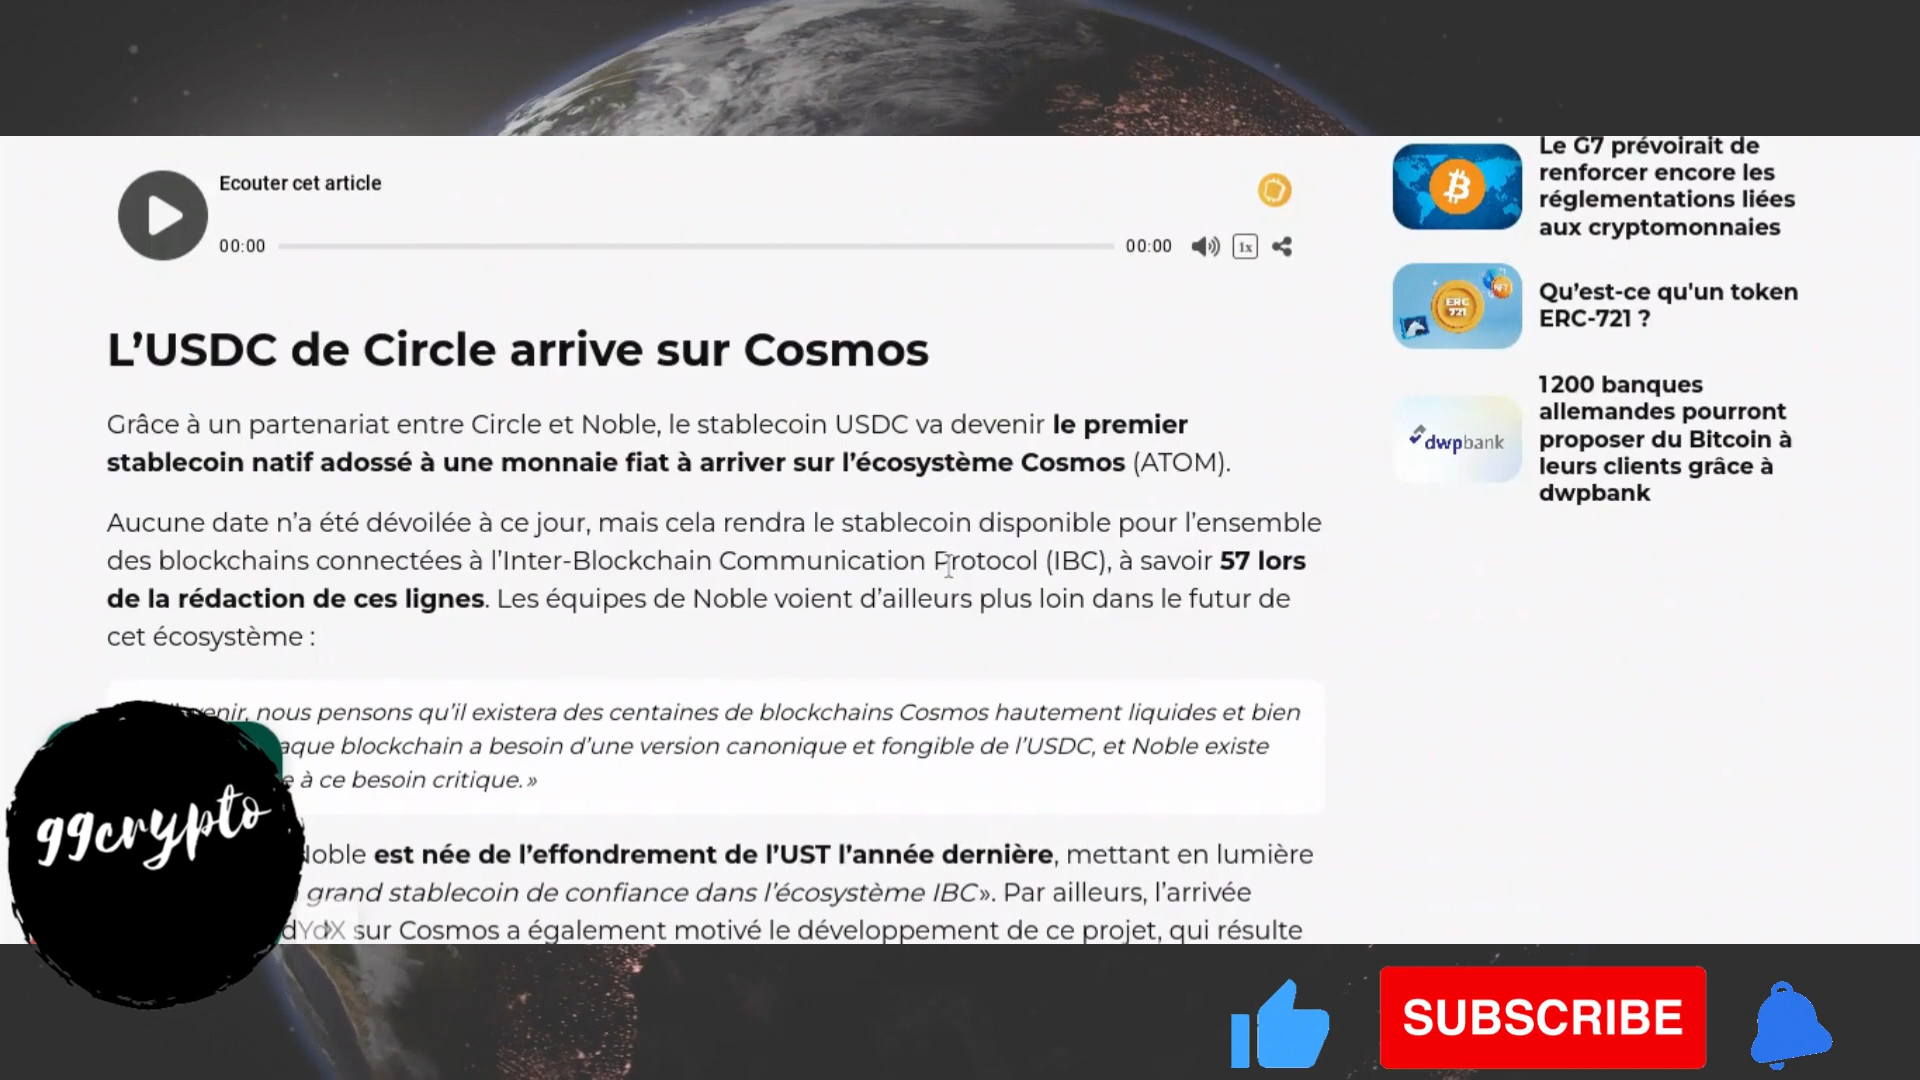 Ecouter cet article
00:00
00:00
1x
L’USDC de Circle arrive sur Cosmos
Grâce à un partenariat entre Circle et Noble, le stablecoin USDC va devenir le premier
stablecoin natif adossé à une monnaie fiat à arriver sur l’écosystème Cosmos (ATOM).
Aucune date n’a été dévoilée à ce jour, mais cela rendra le stablecoin disponible pour l’ensemble
des blockchains connectées à l’Inter-Blockchain Communication Protocol (IBC), à savoir 57 lors
de la rédaction de ces lignes. Les équipes de Noble voient d’ailleurs plus loin dans le futur de
cet écosystème :
nous pensons qu’il existera des centaines de blockchains Cosmos hautement liquides et bien
blockchain a besoin d’une version canonique et fongible de l’USDC, et Noble existe
à ce besoin critique. »
Noble est née de l’effondrement de l’UST l’année dernière, mettant en lumière
grand stablecoin de confiance dans l’écosystème IBC ». Par ailleurs, l’arrivée
dYdX sur Cosmos a également motivé le développement de ce projet, qui résulte
Le G7 prévoirait de
renforcer encore les
réglementations liées
aux cryptomonnaies
ERC
721
NFT
Qu’est-ce qu'un token
ERC-721 ?
dwpbank
1 200 banques
allemandes pourront
proposer du Bitcoin à
leurs clients grâce à
dwpbank
99crypto
SUBSCRIBE